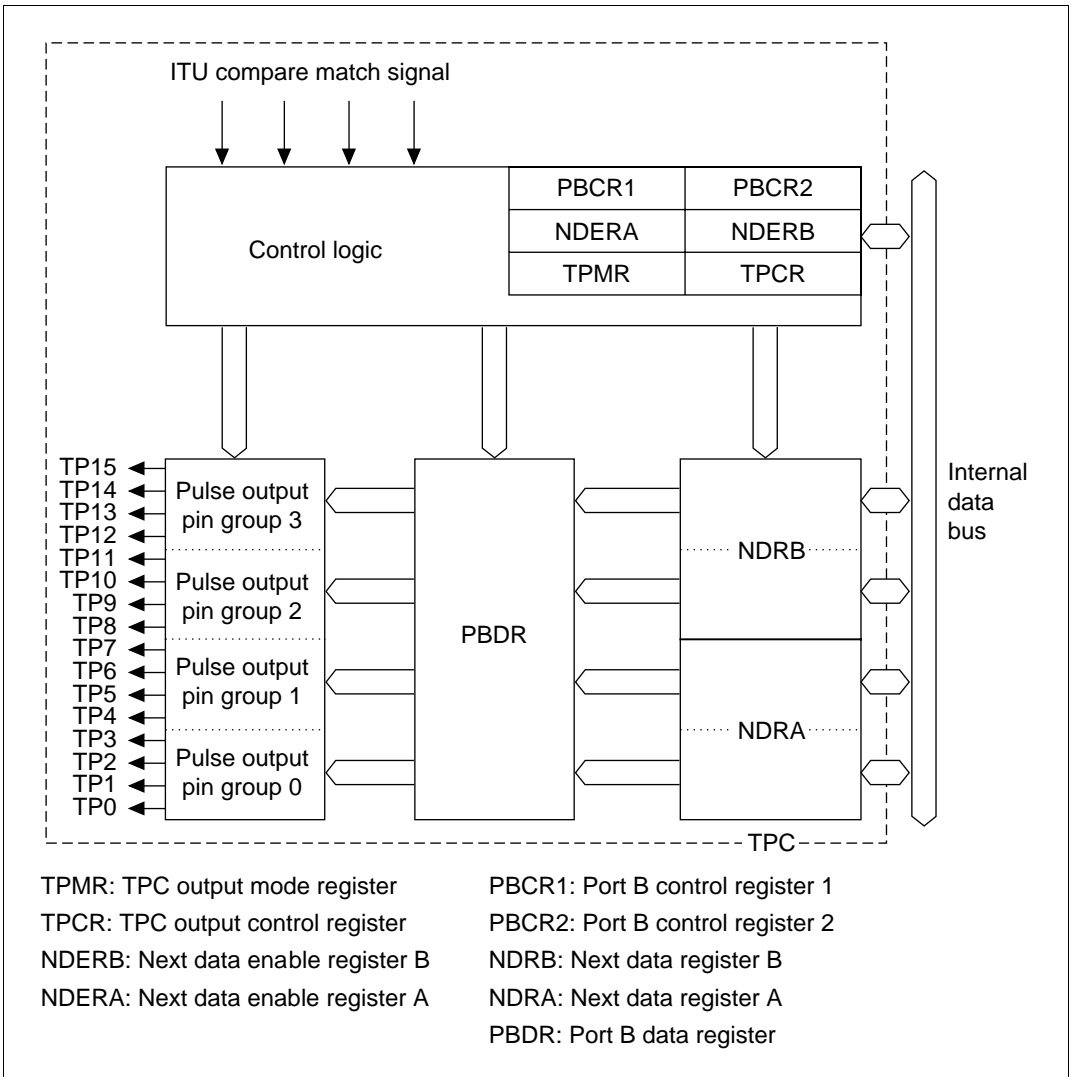 ITU compare match signal
PBCR1 PBCR2
NDERA NDERB
TPMR TPCR
Control logic
Internal
data
bus
TP15
TP14
TP13
TP12
TP11
TP10
TP9
TP8
TP7
TP6
TP5
TP4
TP3
TP2
TP1
TP0
Pulse output
pin group 3
Pulse output
pin group 2
Pulse output
pin group 1
Pulse output
pin group 0
PBDR
NDRB
NDRA
TPC
TPMR: TPC output mode register
TPCR: TPC output control register
NDERB: Next data enable register B
NDERA: Next data enable register A
PBCR1: Port B control register 1
PBCR2: Port B control register 2
NDRB: Next data register B
NDRA: Next data register A
PBDR: Port B data register